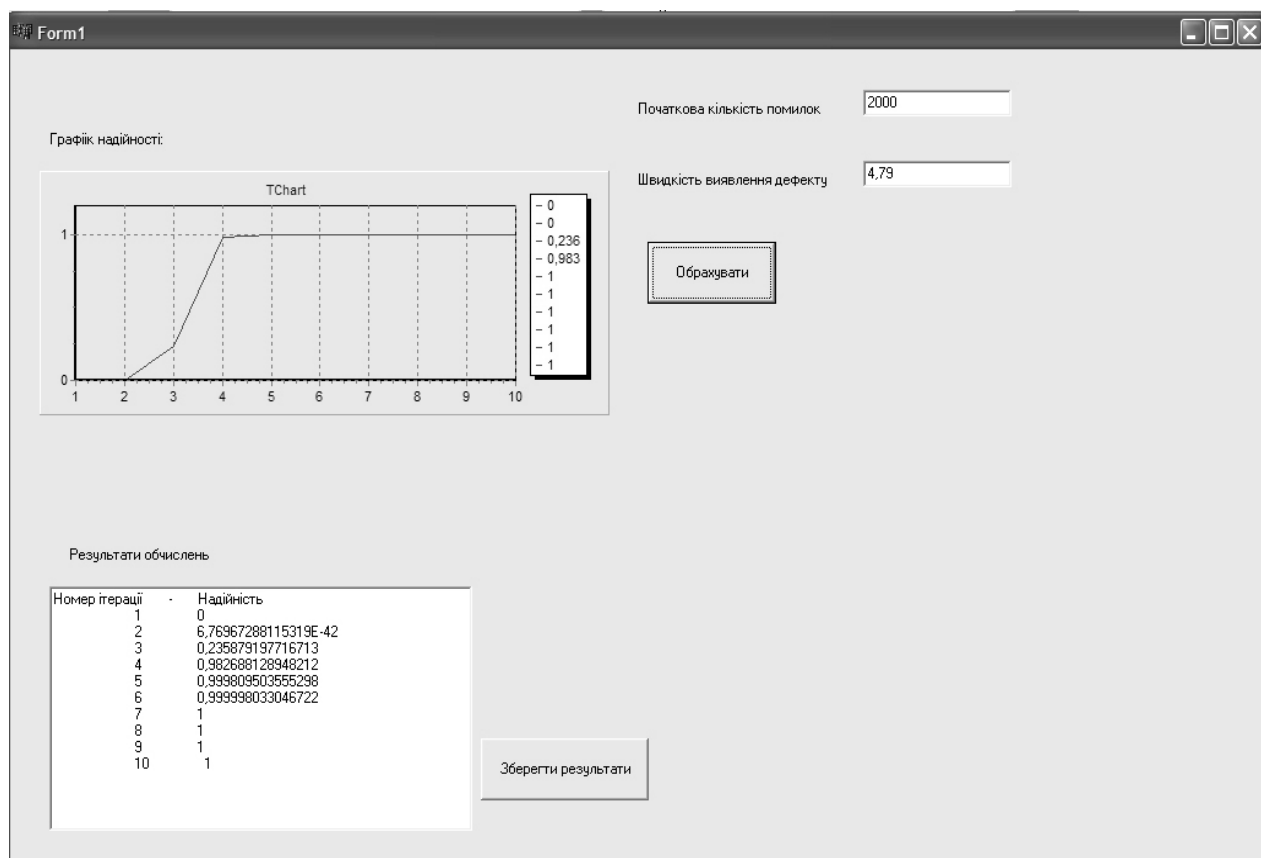 Form1
Початкова кількість помилок
2000
Графіік надійності:
Швидкість виявлення дефекту
4,79
TChart
1
0
1 2 3 4 5 6 7 8 9 10
– 0
– 0
– 0,236
– 0,983
– 1
– 1
– 1
– 1
– 1
– 1
Обрахувати
Результати обчислень
Номер ітерації - Надійність
1 0
2 6,76967288115319E-42
3 0,235879197716713
4 0,982688128948212
5 0,999809503555298
6 0,999998033046722
7 1
8 1
9 1
10 1
Зберегти результати